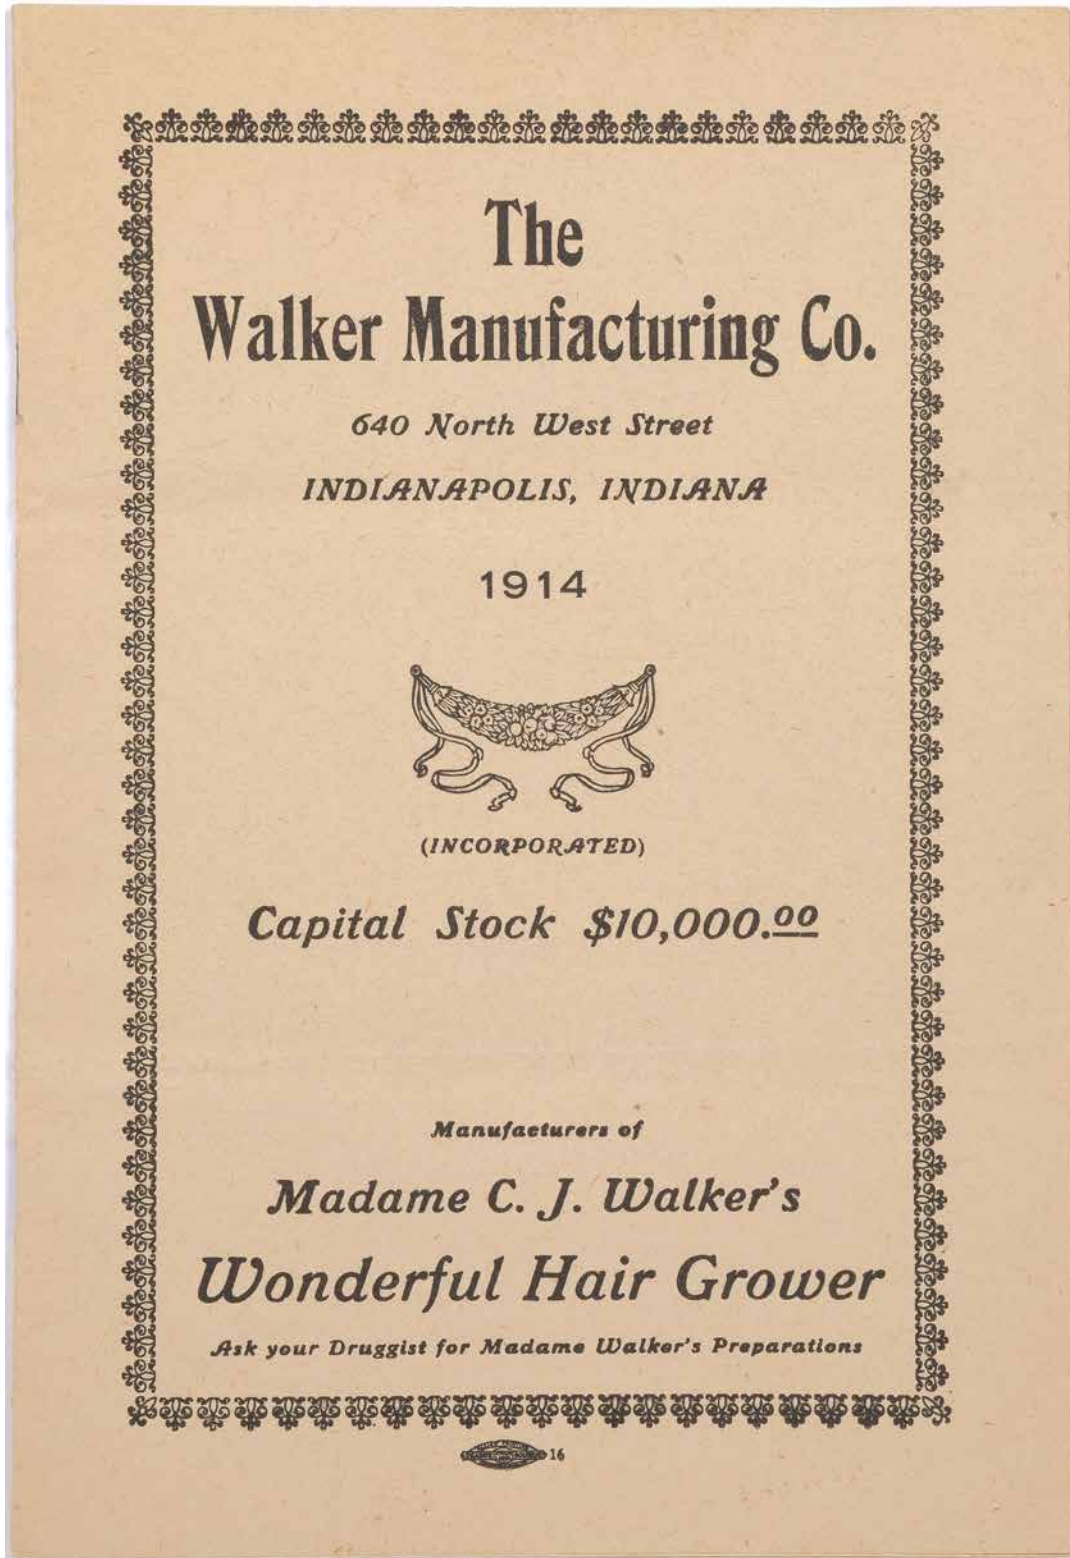 The
Walker Manufacturing Co.
640 North West Street
INDIANAPOLIS, INDIANA
1914
(INCORPORATED)
Capital Stock $10,000.00
Manufacturers of
Madame C. J. Walker's
Wonderful Hair Grower
Ask your Druggist for Madame Walker's Preparations
16